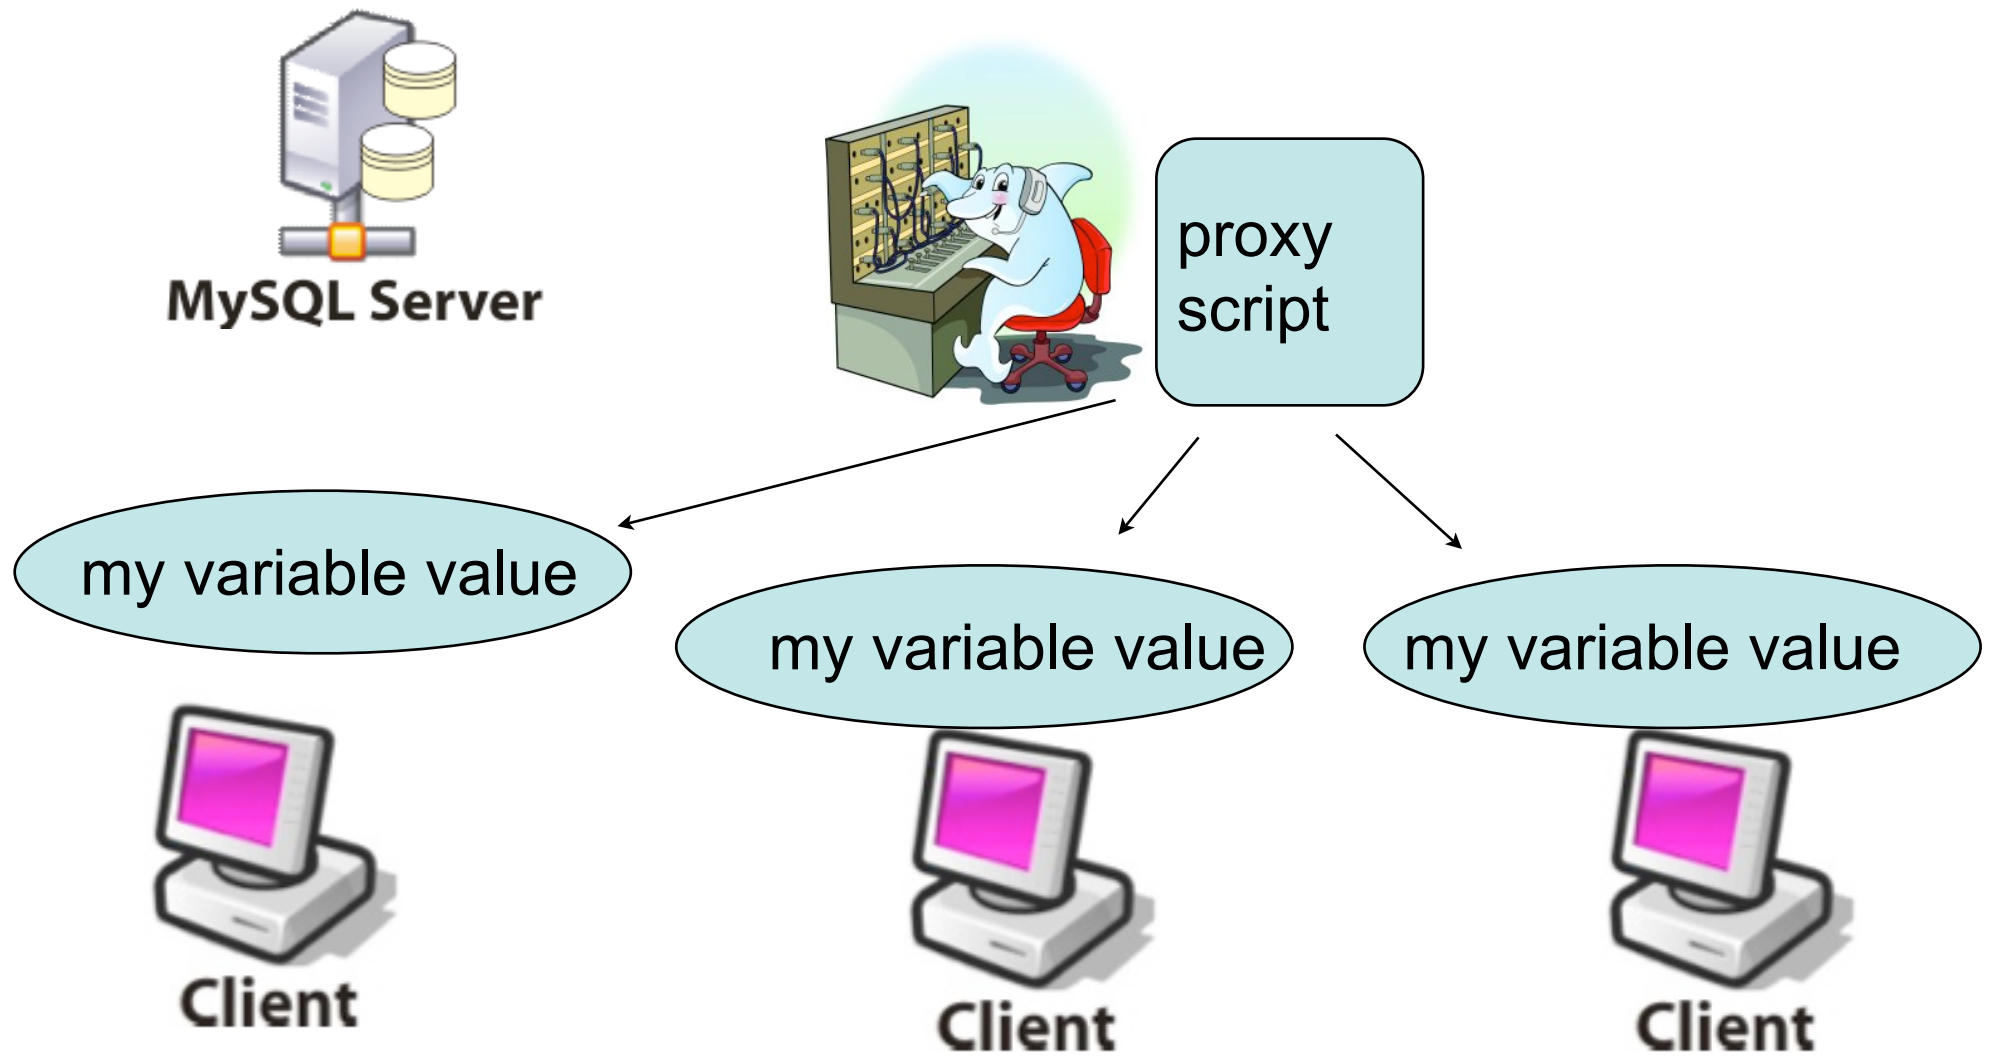 MySQL Server
proxy
script
my variable value
my variable value
my variable value
Client
Client
Client